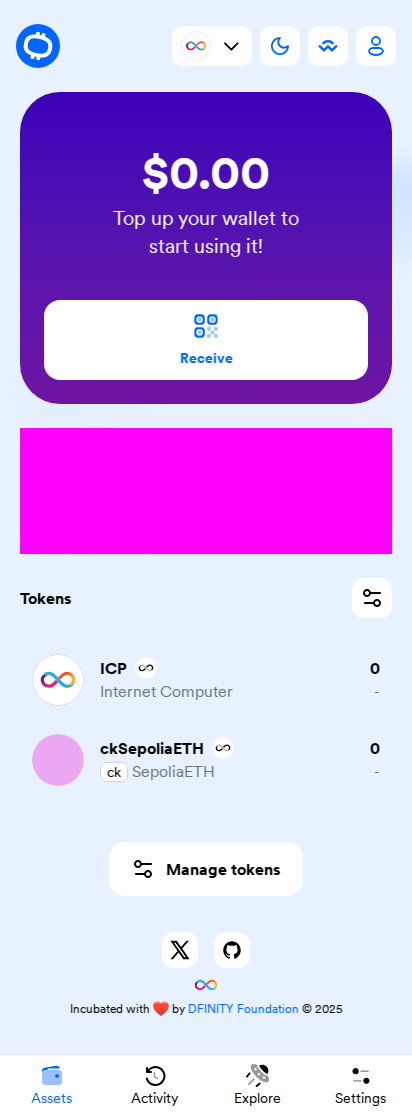 $0.00
Top up your wallet to
start using it!
Receive
Tokens
ICP
0
Internet Computer
-
ckSepoliaETH
0
ck SepoliaETH
-
Manage tokens
Incubated with ❤️ by DFINITY Foundation © 2025
Assets
Activity
Explore
Settings